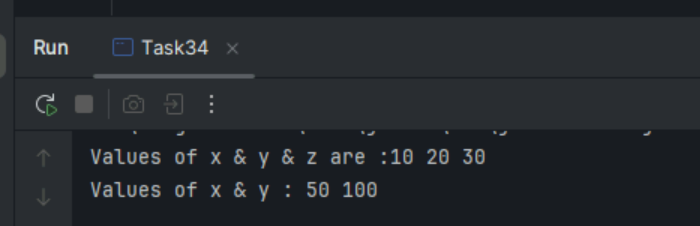 Run
Task34
Values of x & y & z are :10 20 30
Values of x & y : 50 100